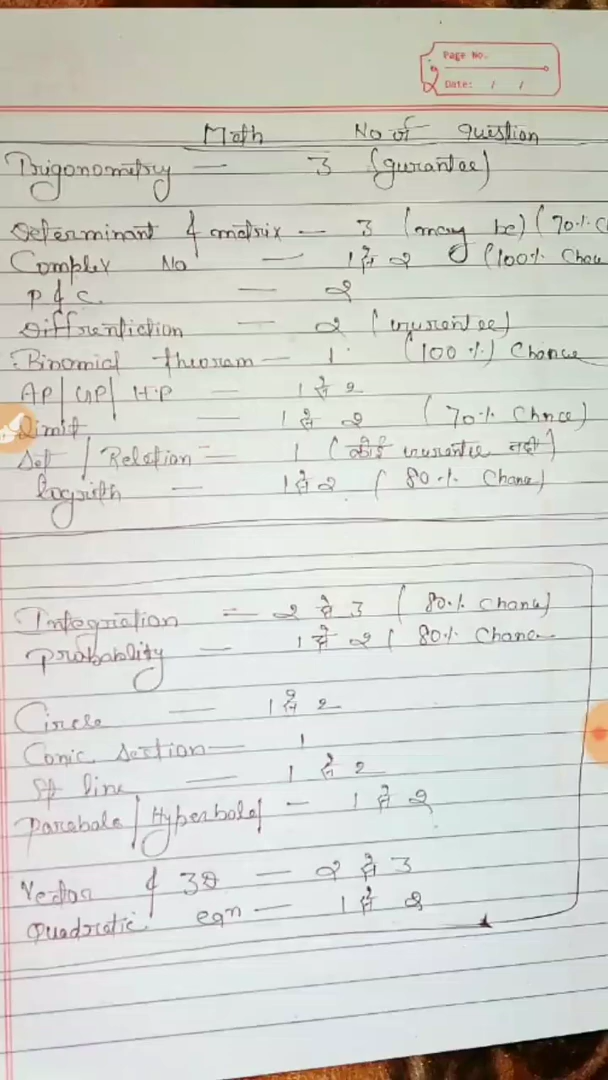 Page No.
Date: / /
Math No of question
Trigonometry — 3 (gurantee)
Determinant & matrix — 3 (may be) (70% C
Complex No — 1 से 2 (100% Chan
P & C — 2
Diffrentiction — 2 (gurantee)
Binomial theoram — 1 (100%) Chance
AP/GP/H.P — 1 से 2
limit — 1 से 2 (70% Chnce)
Set / Relation — 1 (कोई gurantee नही)
logrith — 1 से 2 (80% Chance)
Integration — 2 से 3 (80% Chance)
Probablity — 1 से 2 (80% Chance
Circle — 1 से 2
Conic section — 1
St line — 1 से 2
Parabola/Hyperbola — 1 से 2
Vector & 3D — 2 से 3
Quadratic eqn — 1 से 2